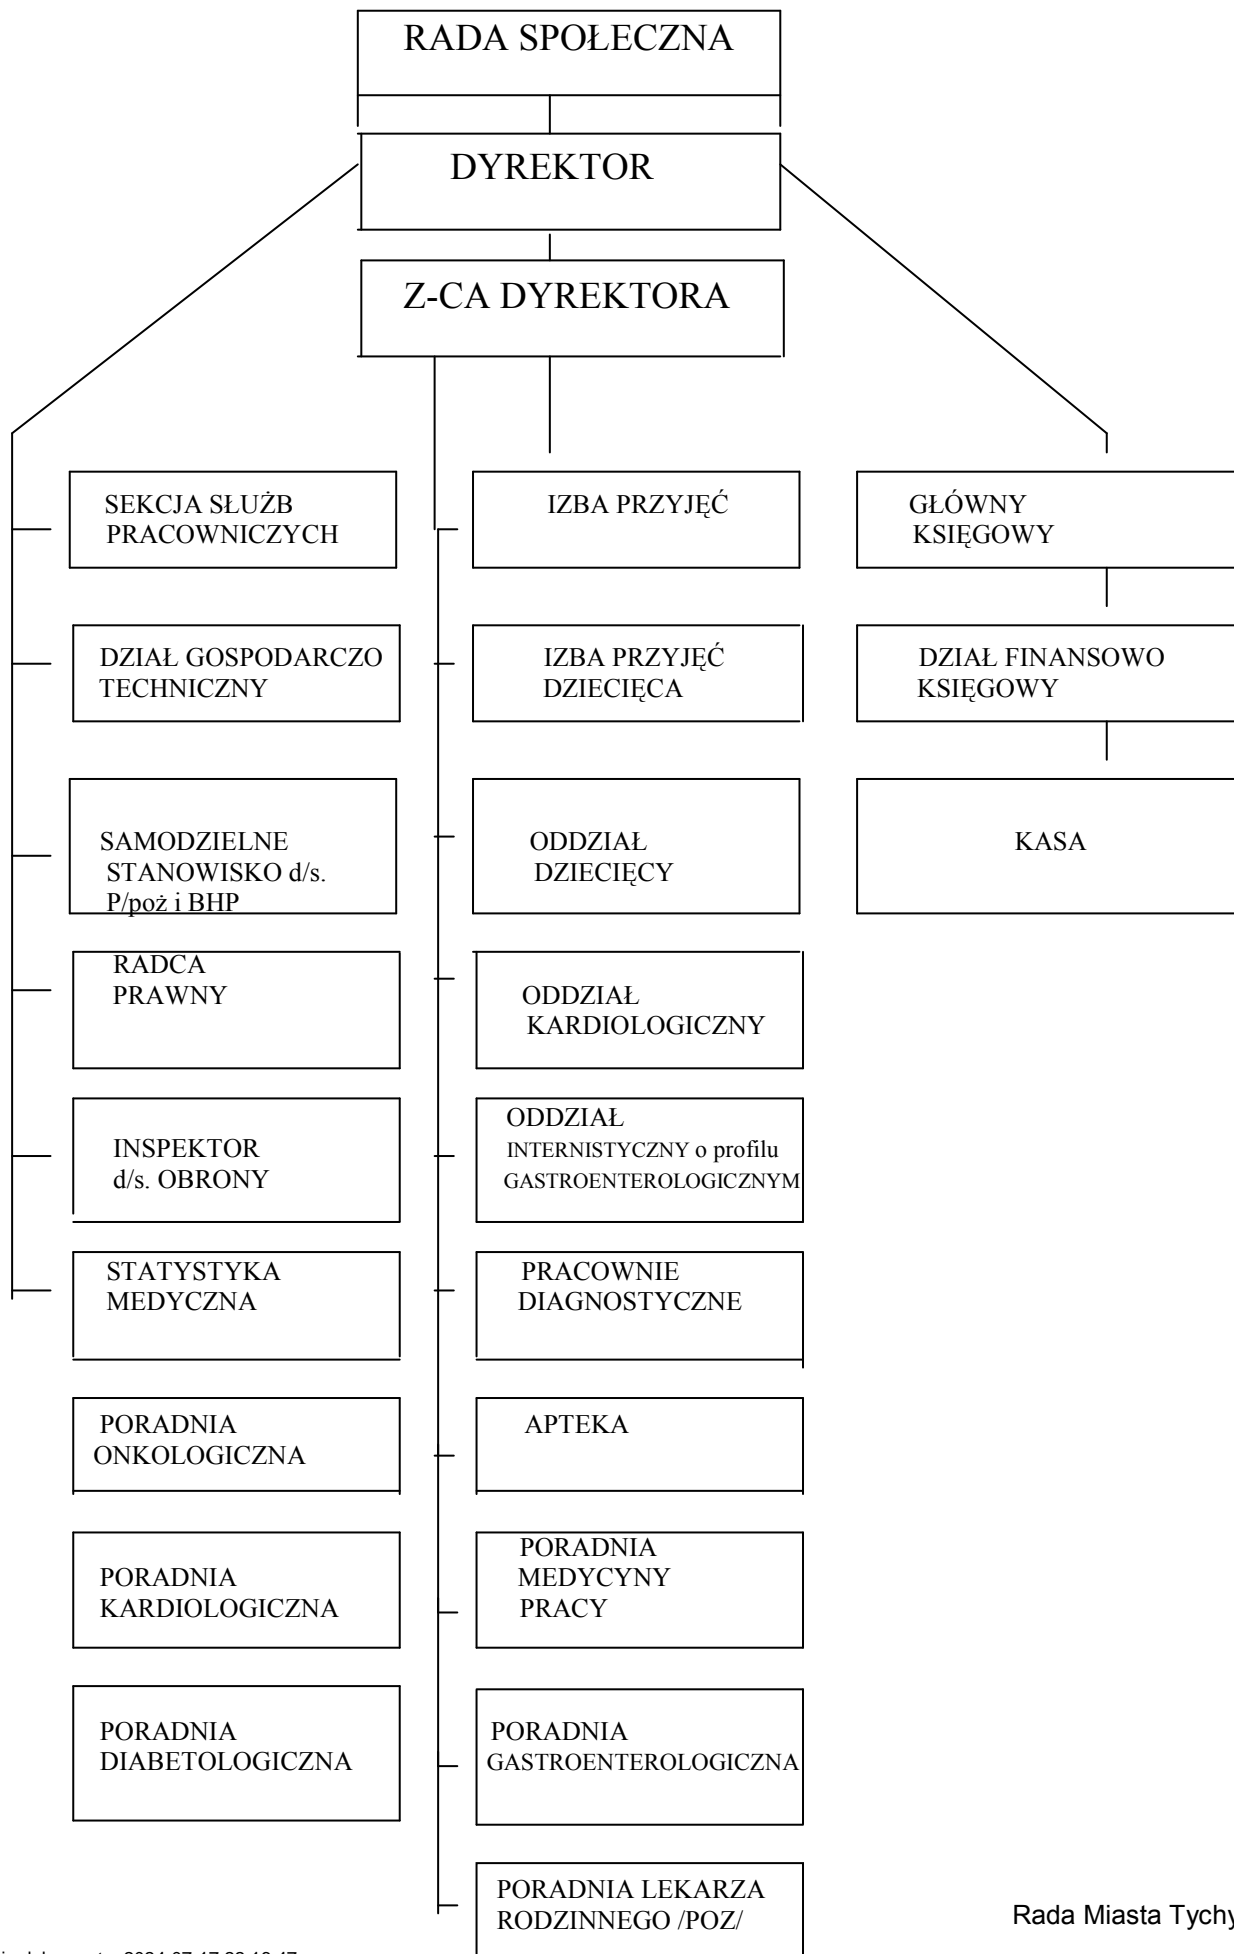 RADA SPOŁECZNA
DYREKTOR
Z-CA DYREKTORA
SEKCJA SŁUŻB
PRACOWNICZYCH
IZBA PRZYJĘĆ
GŁÓWNY
KSIĘGOWY
DZIAŁ GOSPODARCZO
TECHNICZNY
IZBA PRZYJĘĆ
DZIECIĘCA
DZIAŁ FINANSOWO
KSIĘGOWY
SAMODZIELNE
STANOWISKO d/s.
P/poż i BHP
ODDZIAŁ
DZIECIĘCY
KASA
RADCA
PRAWNY
ODDZIAŁ
KARDIOLOGICZNY
INSPEKTOR
d/s. OBRONY
ODDZIAŁ
INTERNISTYCZNY o profilu
GASTROENTEROLOGICZNYM
STATYSTYKA
MEDYCZNA
PRACOWNIE
DIAGNOSTYCZNE
PORADNIA
ONKOLOGICZNA
APTEKA
PORADNIA
KARDIOLOGICZNA
PORADNIA
MEDYCYNY
PRACY
PORADNIA
DIABETOLOGICZNA
PORADNIA
GASTROENTEROLOGICZNA
PORADNIA LEKARZA
RODZINNEGO /POZ/
Rada Miasta Tychy